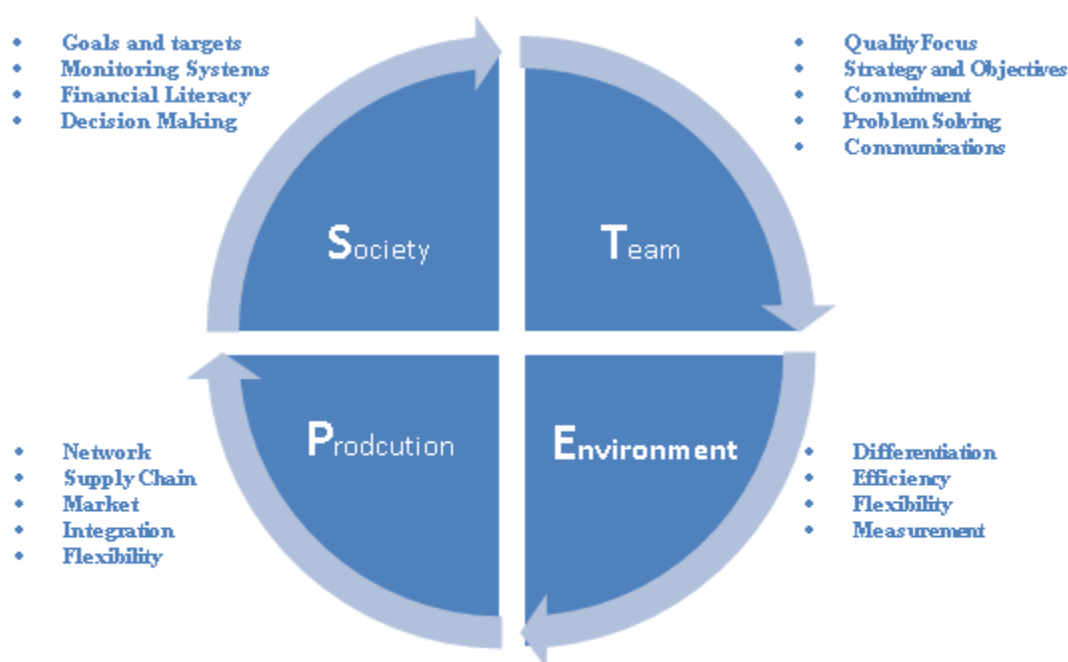 • Goals and targets
• Monitoring Systems
• Financial Literacy
• Decision Making
• Quality Focus
• Strategy and Objectives
• Commitment
• Problem Solving
• Communications
Society
Team
Prodcution
Environment
• Network
• Supply Chain
• Market
• Integration
• Flexibility
• Differentiation
• Efficiency
• Flexibility
• Measurement